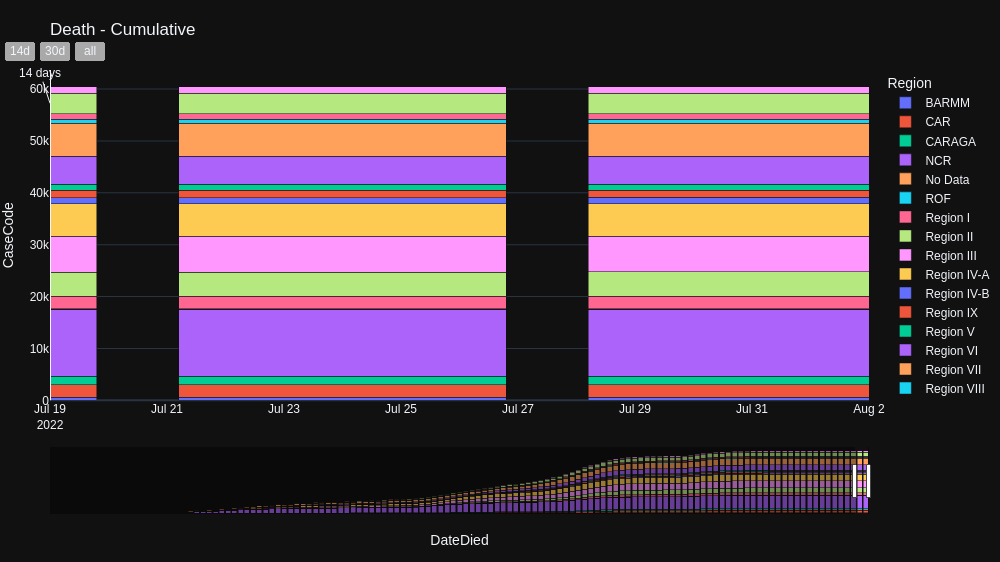 Death - Cumulative
14d
30d
all
14 days
60k
50k
40k
30k
20k
10k
0
CaseCode
Jul 19
2022
Jul 21
Jul 23
Jul 25
Jul 27
Jul 29
Jul 31
Aug 2
DateDied
Region
BARMM
CAR
CARAGA
NCR
No Data
ROF
Region I
Region II
Region III
Region IV-A
Region IV-B
Region IX
Region V
Region VI
Region VII
Region VIII